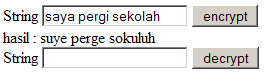 String saya pergi sekolah encrypt
hasil : suye perge sokuluh
String decrypt